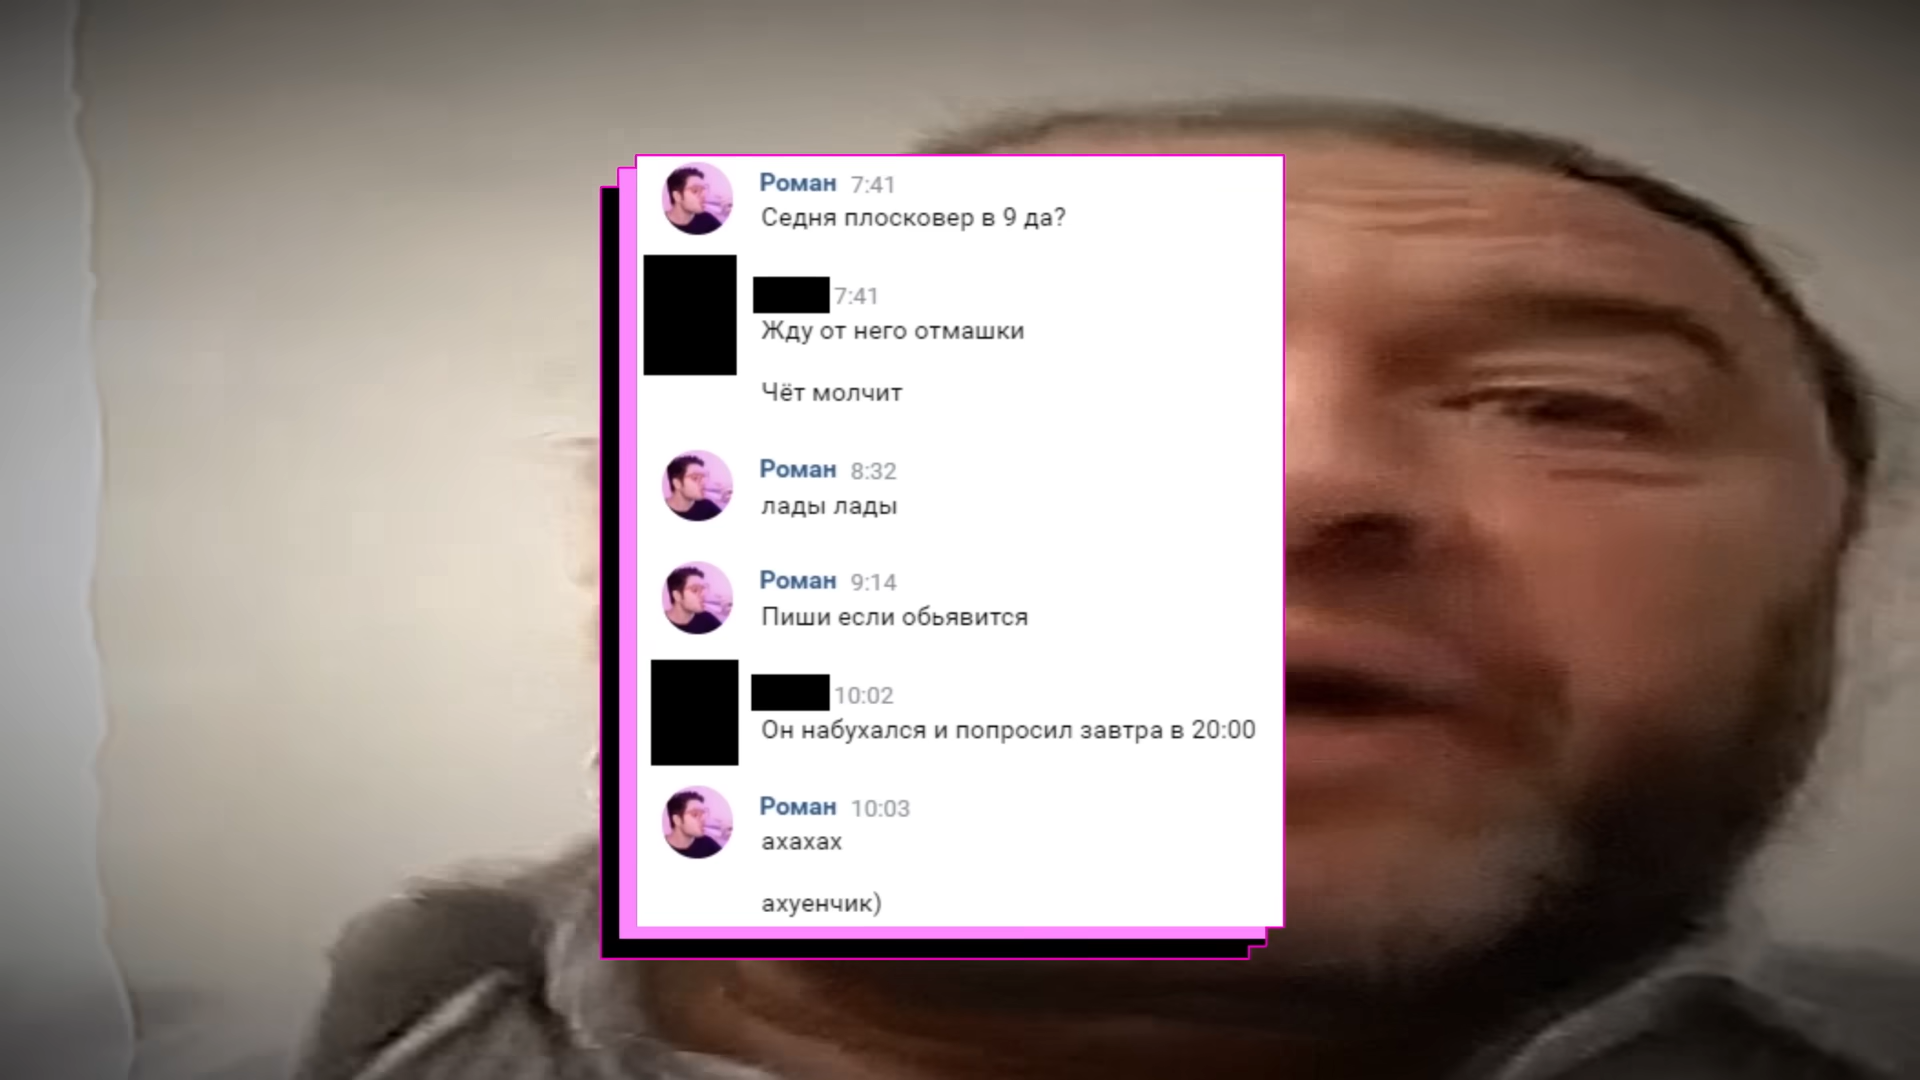 Роман 7:41
Седня плосковер в 9 да?
7:41
Жду от него отмашки
Чёт молчит
Роман 8:32
лады лады
Роман 9:14
Пиши если обьявится
10:02
Он набухался и попросил завтра в 20:00
Роман 10:03
ахахах
ахуенчик)